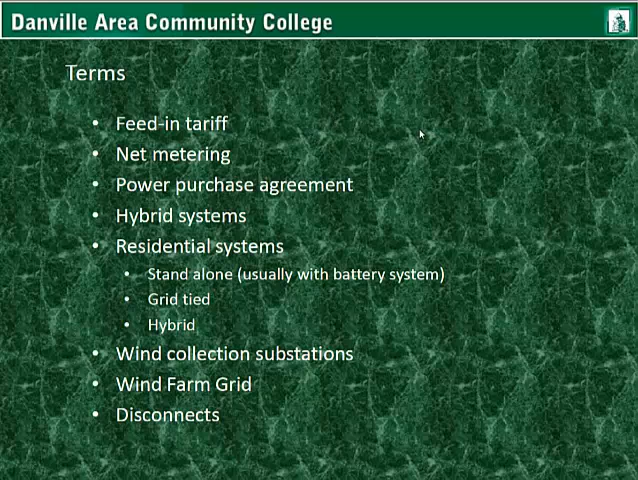 Danville Area Community College
Terms
• Feed-in tariff
• Net metering
• Power purchase agreement
• Hybrid systems
• Residential systems
• Stand alone (usually with battery system)
• Grid tied
• Hybrid
• Wind collection substations
• Wind Farm Grid
• Disconnects